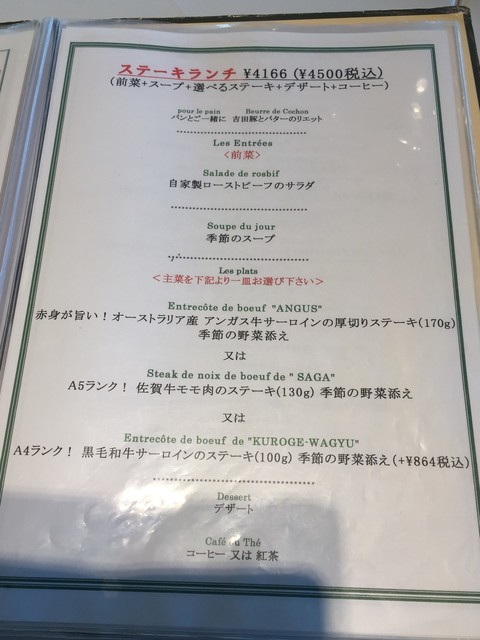 ステーキランチ ¥4166 (¥4500税込)
(前菜+スープ+選べるステーキ+デザート+コーヒー)
pour le pain Beurre de Cochon
パンとご一緒に 吉田豚とバターのリエット
Les Entrées
<前菜>
Salade de rosbif
自家製ローストビーフのサラダ
Soupe du jour
季節のスープ
Les plats
<主菜を下記より一皿お選び下さい>
Entrecôte de boeuf "ANGUS"
赤身が旨い!オーストラリア産 アンガス牛サーロインの厚切りステーキ(170g)
季節の野菜添え
又は
Steak de noix de boeuf de " SAGA"
A5ランク! 佐賀牛モモ肉のステーキ(130g) 季節の野菜添え
又は
Entrecôte de boeuf de "KUROGE-WAGYU"
A4ランク! 黒毛和牛サーロインのステーキ(100g) 季節の野菜添え(+¥864税込)
Dessert
デザート
Café ou Thé
コーヒー 又は 紅茶